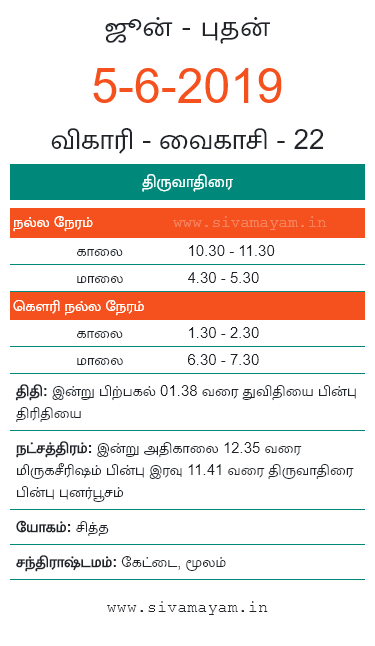 ஜூன் - புதன்
5-6-2019
விகாரி - வைகாசி - 22
திருவாதிரை
நல்ல நேரம் www.sivamayam.in
காலை 10.30 - 11.30
மாலை 4.30 - 5.30
கௌரி நல்ல நேரம்
காலை 1.30 - 2.30
மாலை 6.30 - 7.30
திதி: இன்று பிற்பகல் 01.38 வரை துவிதியை பின்பு
திரிதியை
நட்சத்திரம்: இன்று அதிகாலை 12.35 வரை
மிருகசீரிஷம் பின்பு இரவு 11.41 வரை திருவாதிரை
பின்பு புனர்பூசம்
யோகம்: சித்த
சந்திராஷ்டமம்: கேட்டை, மூலம்
www.sivamayam.in